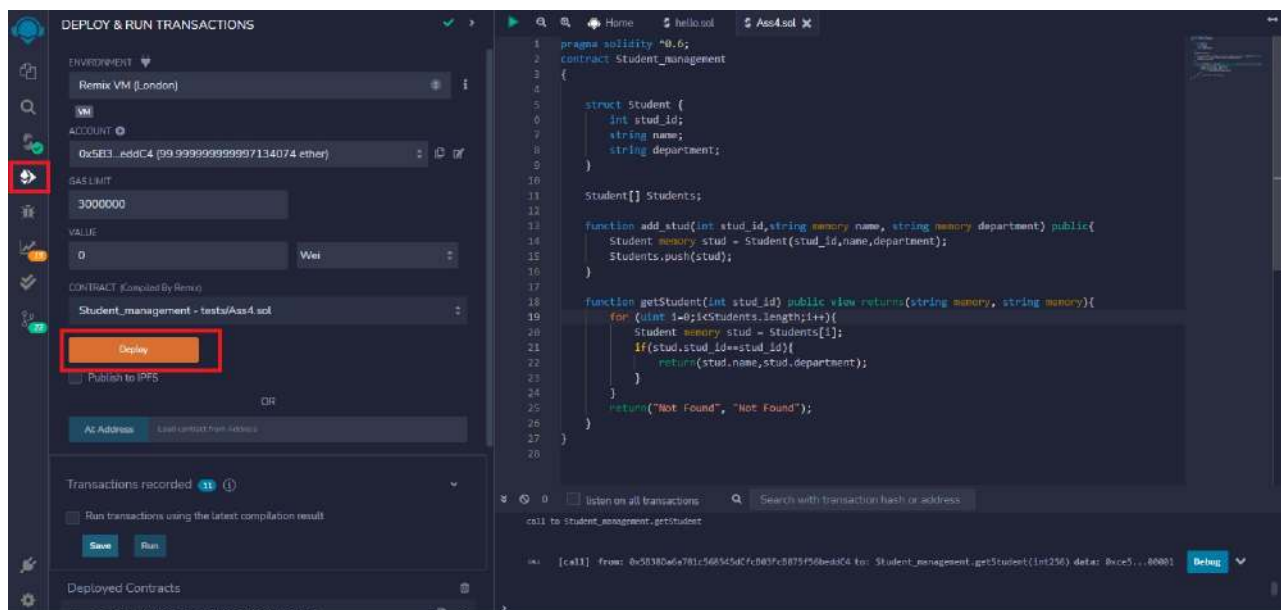 DEPLOY & RUN TRANSACTIONS
ENVIRONMENT
Remix VM (London)
VM
ACCOUNT
0x5B3...eddC4 (99.999999999997134074 ether)
GAS LIMIT
3000000
VALUE
0
Wei
CONTRACT (Compiled By Remix)
Student_management - tests/Ass4.sol
Deploy
Publish to IPFS
OR
At Address
Load contract from Address
Transactions recorded 11
Run transactions using the latest compilation result
Save Run
Deployed Contracts
Home hello.sol Ass4.sol
1 pragma solidity ^0.6;
2 contract Student_management
3 {
4
5 struct Student {
6 int stud_id;
7 string name;
8 string department;
9 }
10
11 Student[] Students;
12
13 function add_stud(int stud_id,string memory name, string memory department) public{
14 Student memory stud = Student(stud_id,name,department);
15 Students.push(stud);
16 }
17
18 function getStudent(int stud_id) public view returns(string memory, string memory){
19 for (uint i=0;i<Students.length;i++){
20 Student memory stud = Students[i];
21 if(stud.stud_id==stud_id){
22 return(stud.name,stud.department);
23 }
24 }
25 return("Not Found", "Not Found");
26 }
27 }
28
0 listen on all transactions Search with transaction hash or address
call to Student_management.getStudent
[call] from: 0x5B38Da6a701c568545dCfcB03FcB875f56beddC4 to: Student_management.getStudent(int256) data: 0xce5...00001 Debug